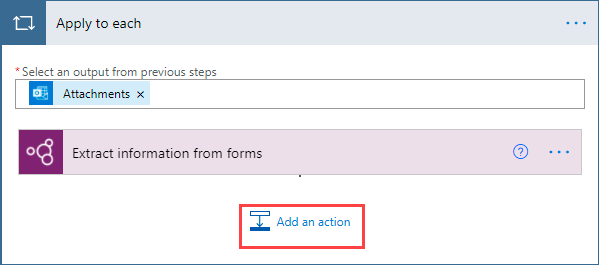 Apply to each
* Select an output from previous steps
Attachments ×
Extract information from forms
Add an action